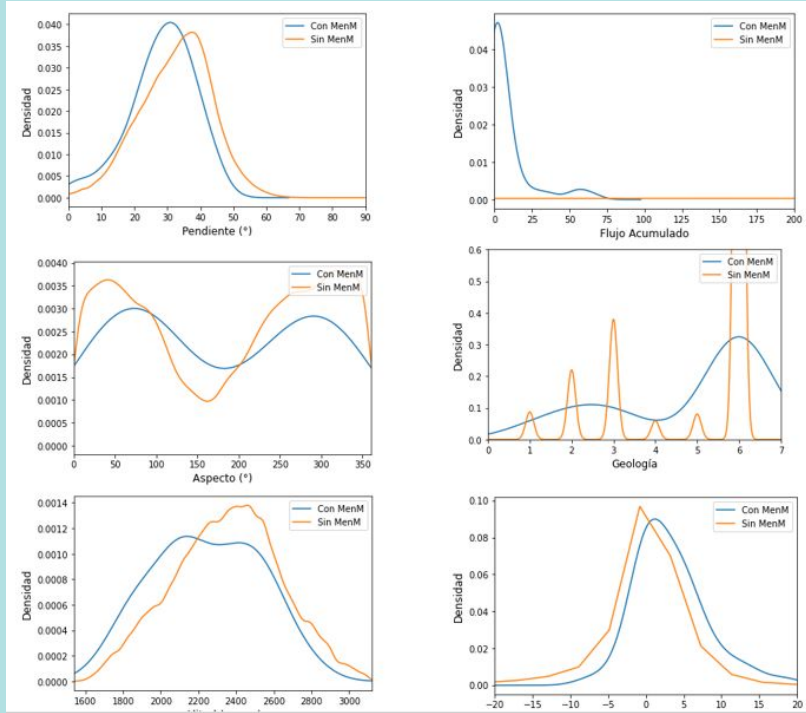 Con MenM
Sin MenM
Densidad
0.040
0.035
0.030
0.025
0.020
0.015
0.010
0.005
0.000
0 10 20 30 40 50 60 70 80 90
Pendiente (°)
Con MenM
Sin MenM
Densidad
0.04
0.03
0.02
0.01
0.00
0 25 50 75 100 125 150 175 200
Flujo Acumulado
Con MenM
Sin MenM
Densidad
0.0040
0.0035
0.0030
0.0025
0.0020
0.0015
0.0010
0.0005
0.0000
0 50 100 150 200 250 300 350
Aspecto (°)
Con MenM
Sin MenM
Densidad
0.6
0.5
0.4
0.3
0.2
0.1
0.0
0 1 2 3 4 5 6 7
Geología
Con MenM
Sin MenM
Densidad
0.0014
0.0012
0.0010
0.0008
0.0006
0.0004
0.0002
0.0000
1600 1800 2000 2200 2400 2600 2800 3000
Con MenM
Sin MenM
Densidad
0.10
0.08
0.06
0.04
0.02
0.00
-20 -15 -10 -5 0 5 10 15 20